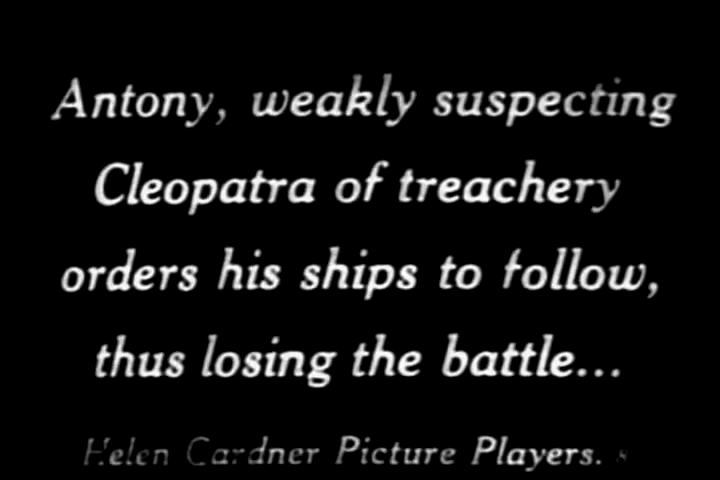 Antony, weakly suspecting
Cleopatra of treachery
orders his ships to follow,
thus losing the battle...
Helen Gardner Picture Players.